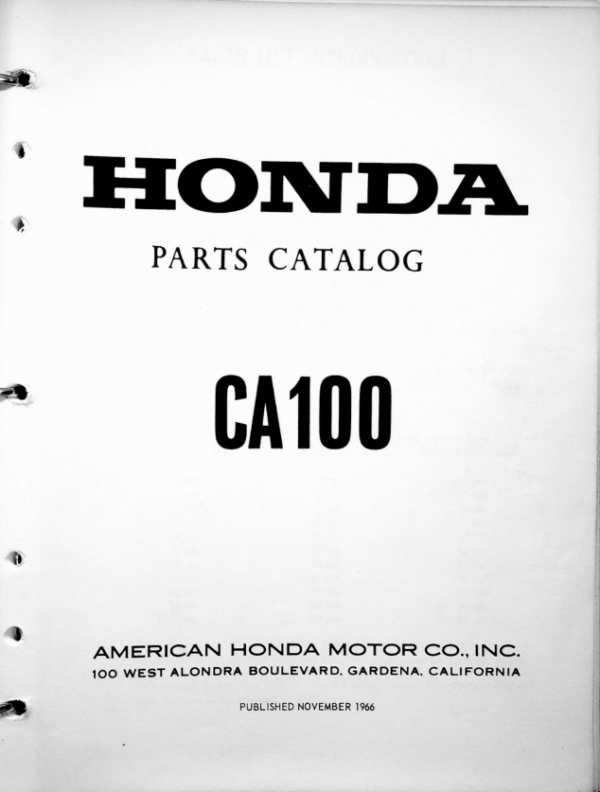 HONDA
PARTS CATALOG
CA100
AMERICAN HONDA MOTOR CO., INC.
100 WEST ALONDRA BOULEVARD, GARDENA, CALIFORNIA
PUBLISHED NOVEMBER 1966